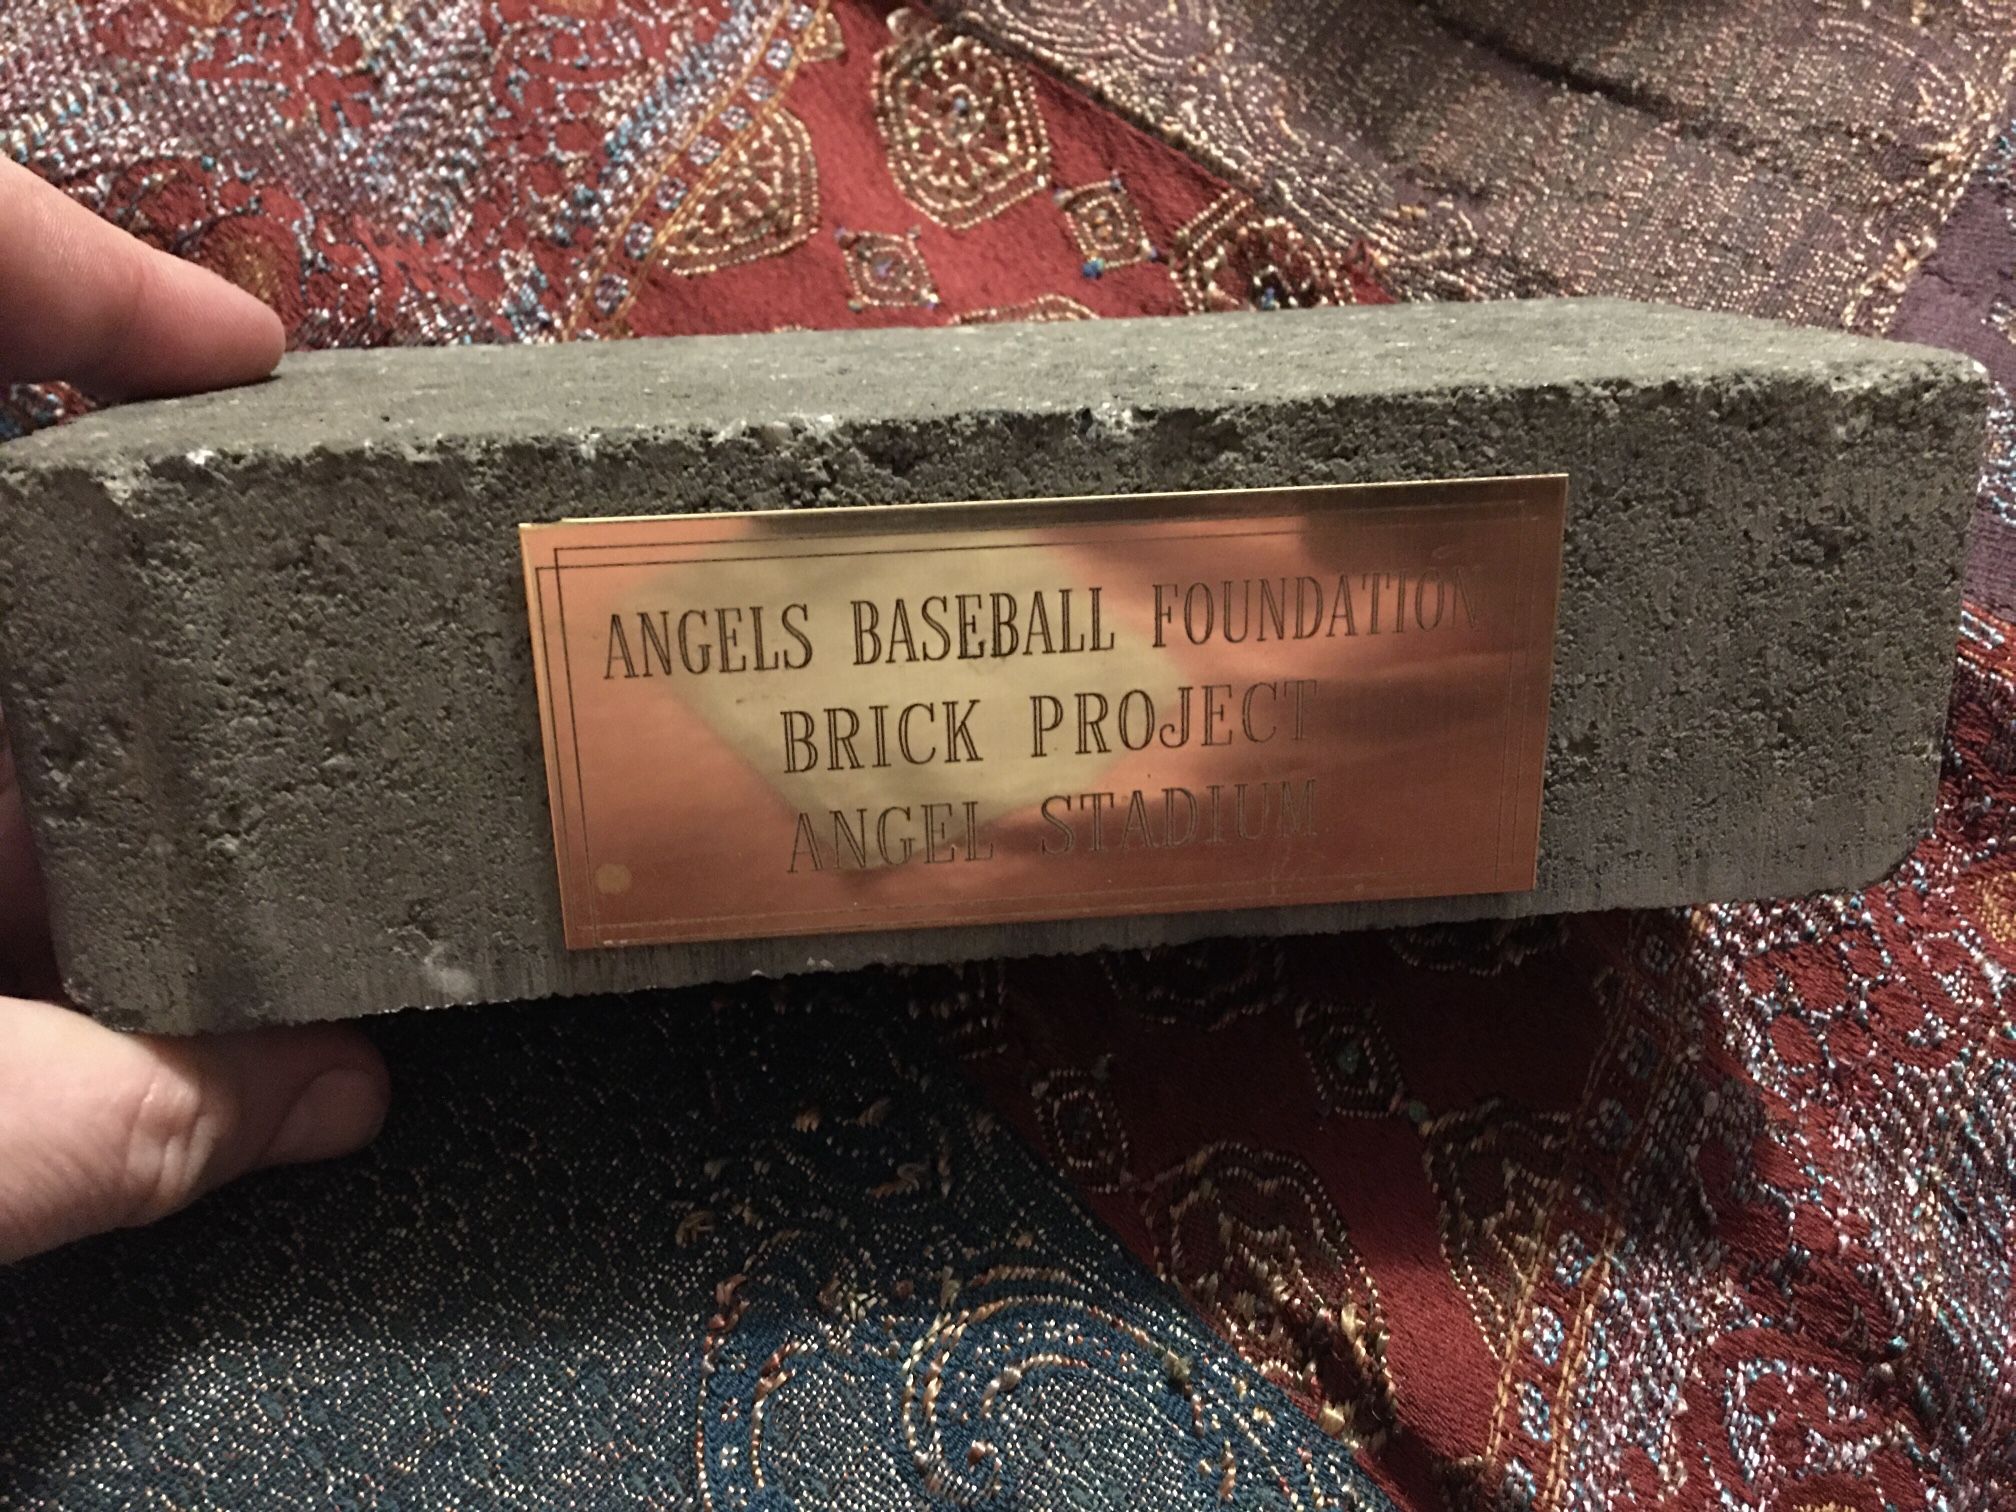 ANGELS BASEBALL FOUNDATION
BRICK PROJECT
ANGEL STADIUM